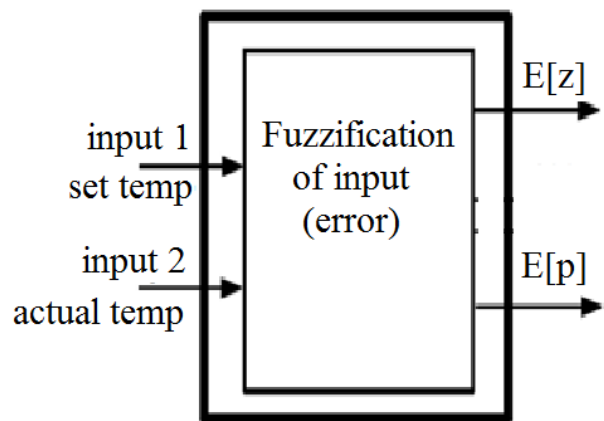 input 1
set temp
input 2
actual temp
Fuzzification
of input
(error)
E[z]
E[p]